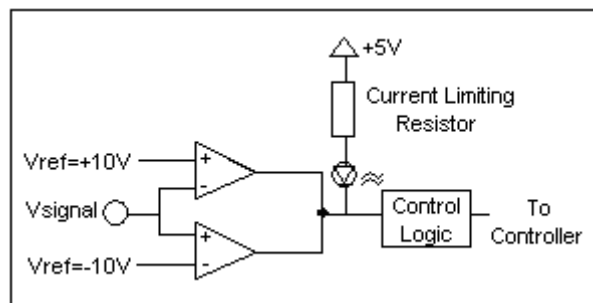 +5V
Current Limiting
Resistor
Vref=+10V
+
-
Vsignal
+
-
Vref=-10V
Control
Logic
To
Controller